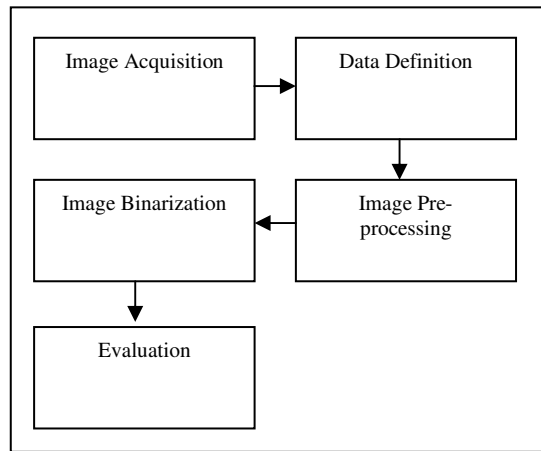 Image Acquisition
Data Definition
Image Pre-
processing
Image Binarization
Evaluation